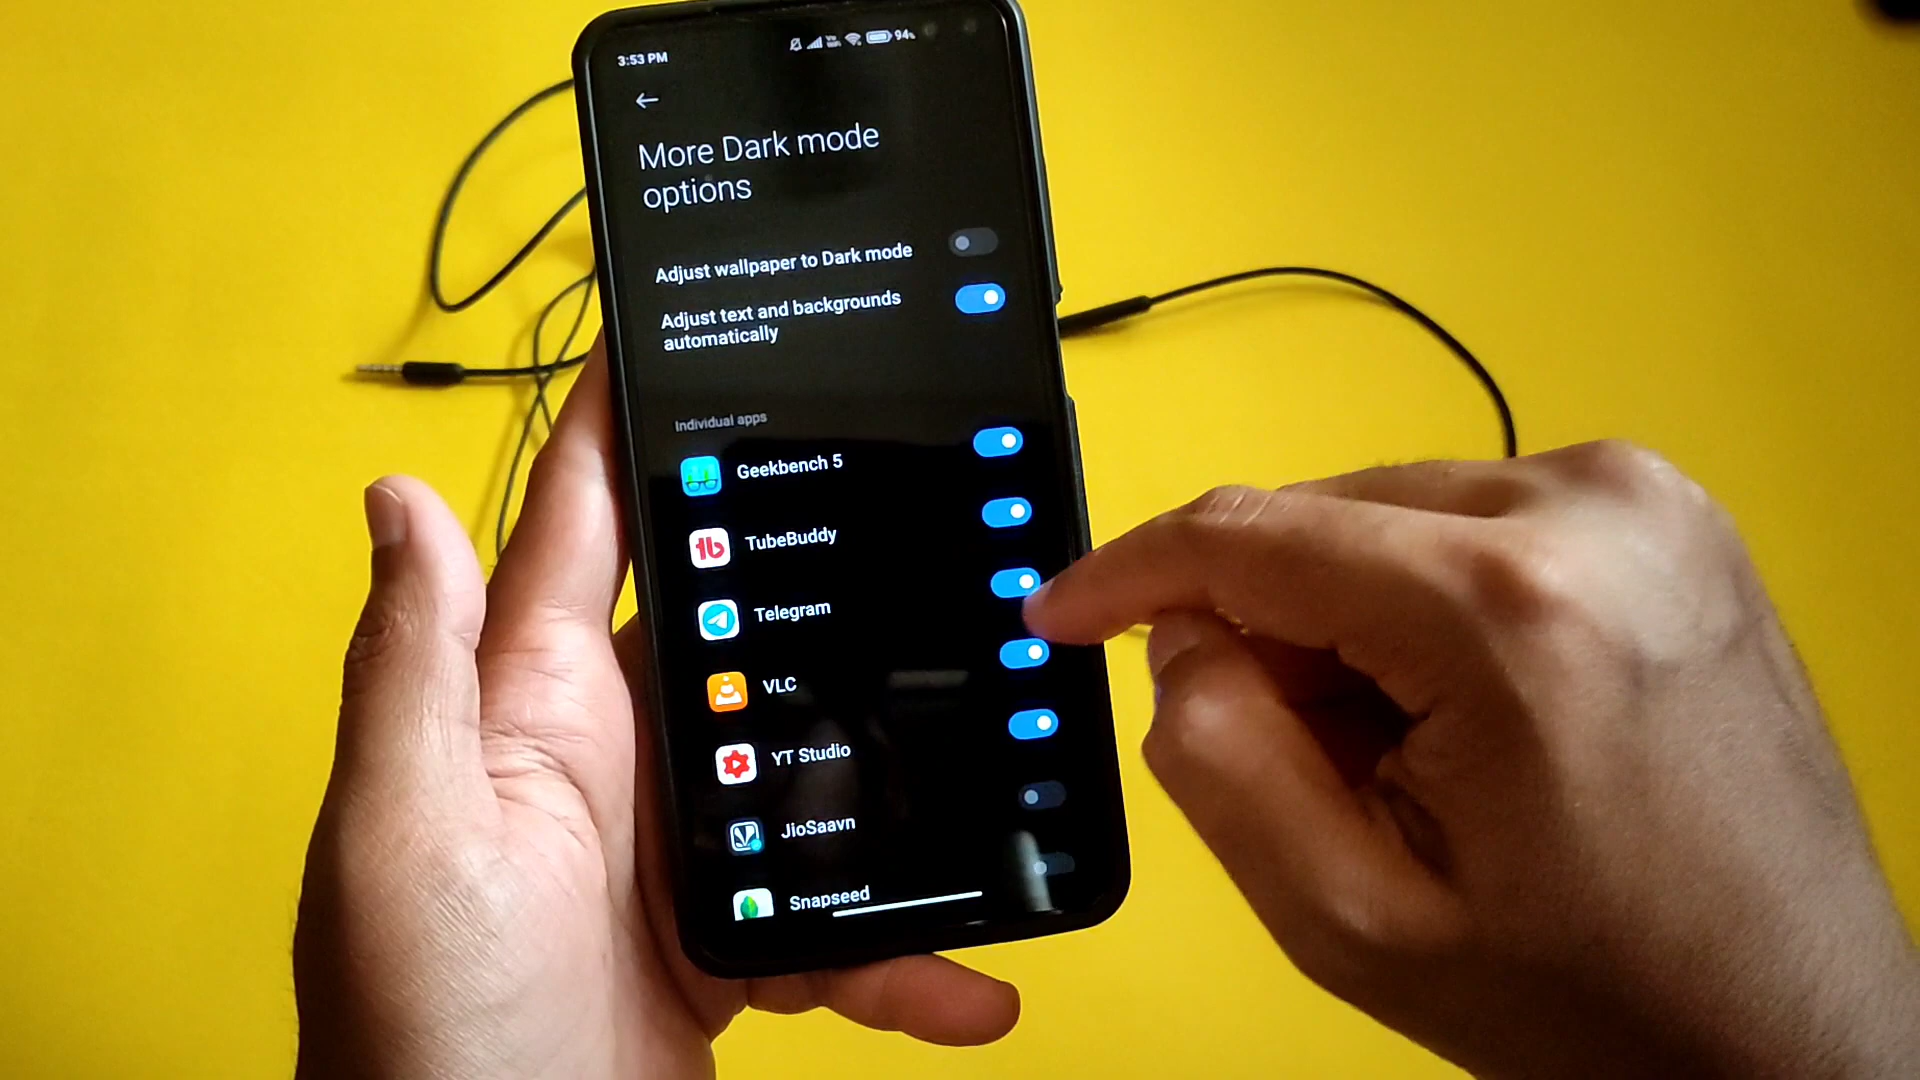 3:53 PM
94%
More Dark mode
options
Adjust wallpaper to Dark mode
Adjust text and backgrounds
automatically
Individual apps
Geekbench 5
TubeBuddy
Telegram
VLC
YT Studio
JioSaavn
Snapseed